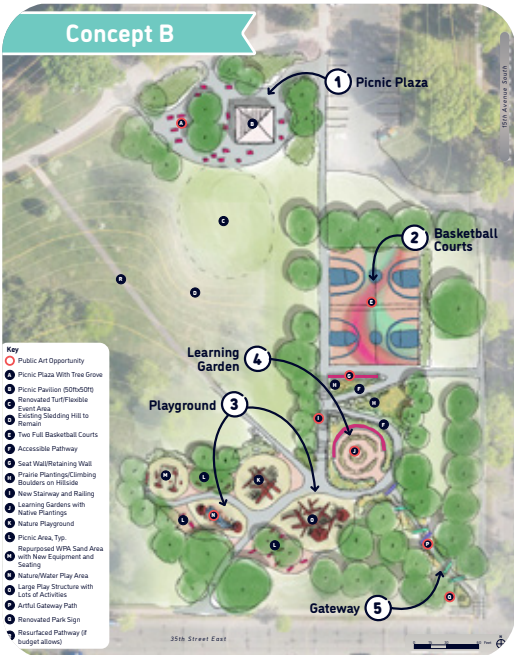 Concept B
1
Picnic Plaza
15th Avenue South
A
B
C
2
Basketball
Courts
R
D
E
Learning
Garden
4
Playground
3
G
H
F
H
F
I
J
M
L
K
L
N
O
L
P
Gateway
5
Q
35th Street East
Key
Public Art Opportunity
A Picnic Plaza With Tree Grove
B Picnic Pavilion (50ftx50ft)
C Renovated Turf/Flexible
Event Area
D Existing Sledding Hill to
Remain
E Two Full Basketball Courts
F Accessible Pathway
G Seat Wall/Retaining Wall
H Prairie Plantings/Climbing
Boulders on Hillside
I New Stairway and Railing
J Learning Gardens with
Native Plantings
K Nature Playground
L Picnic Area, Typ.
M Repurposed WPA Sand Area
with New Equipment and
Seating
N Nature/Water Play Area
O Large Play Structure with
Lots of Activities
P Artful Gateway Path
Q Renovated Park Sign
Resurfaced Pathway (if
budget allows)